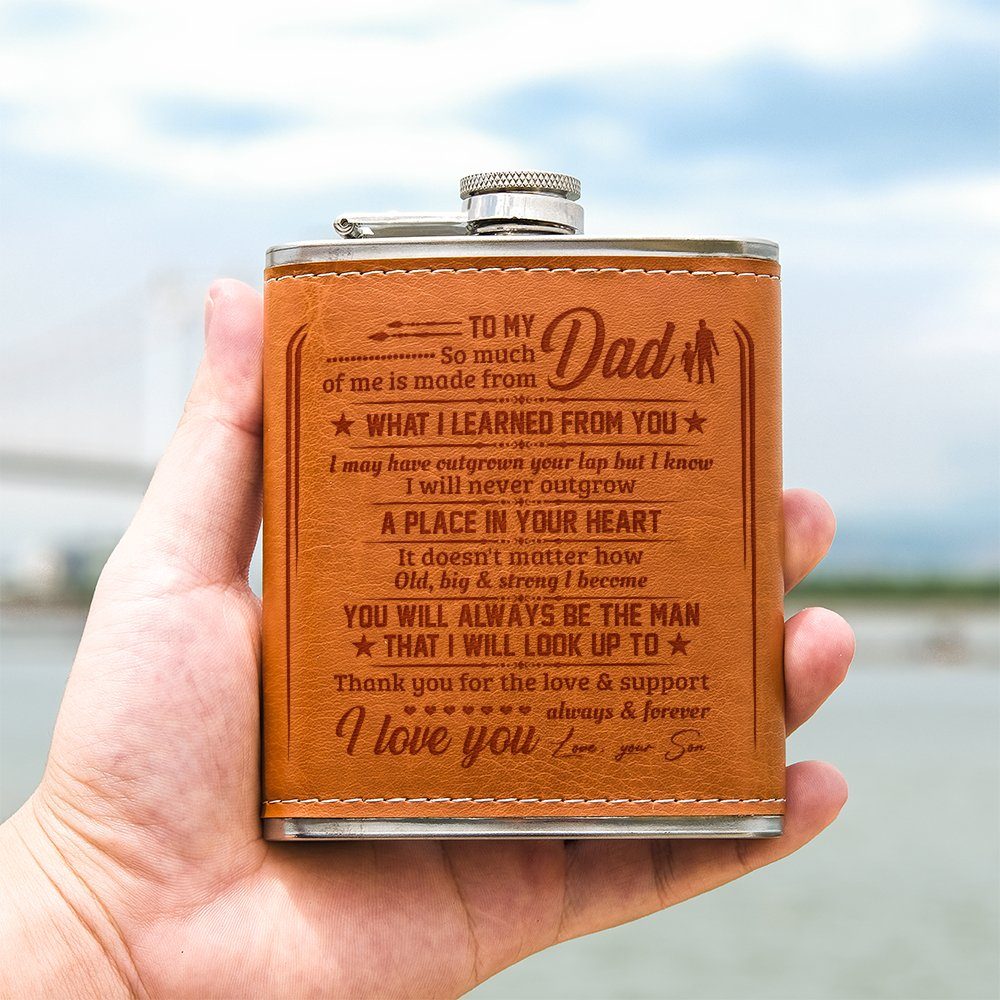 TO MY Dad
So much
of me is made from
WHAT I LEARNED FROM YOU
I may have outgrown your lap but I know
I will never outgrow
A PLACE IN YOUR HEART
It doesn't matter how
Old, big & strong I become
YOU WILL ALWAYS BE THE MAN
THAT I WILL LOOK UP TO
Thank you for the love & support
always & forever
I love you
Love, your Son